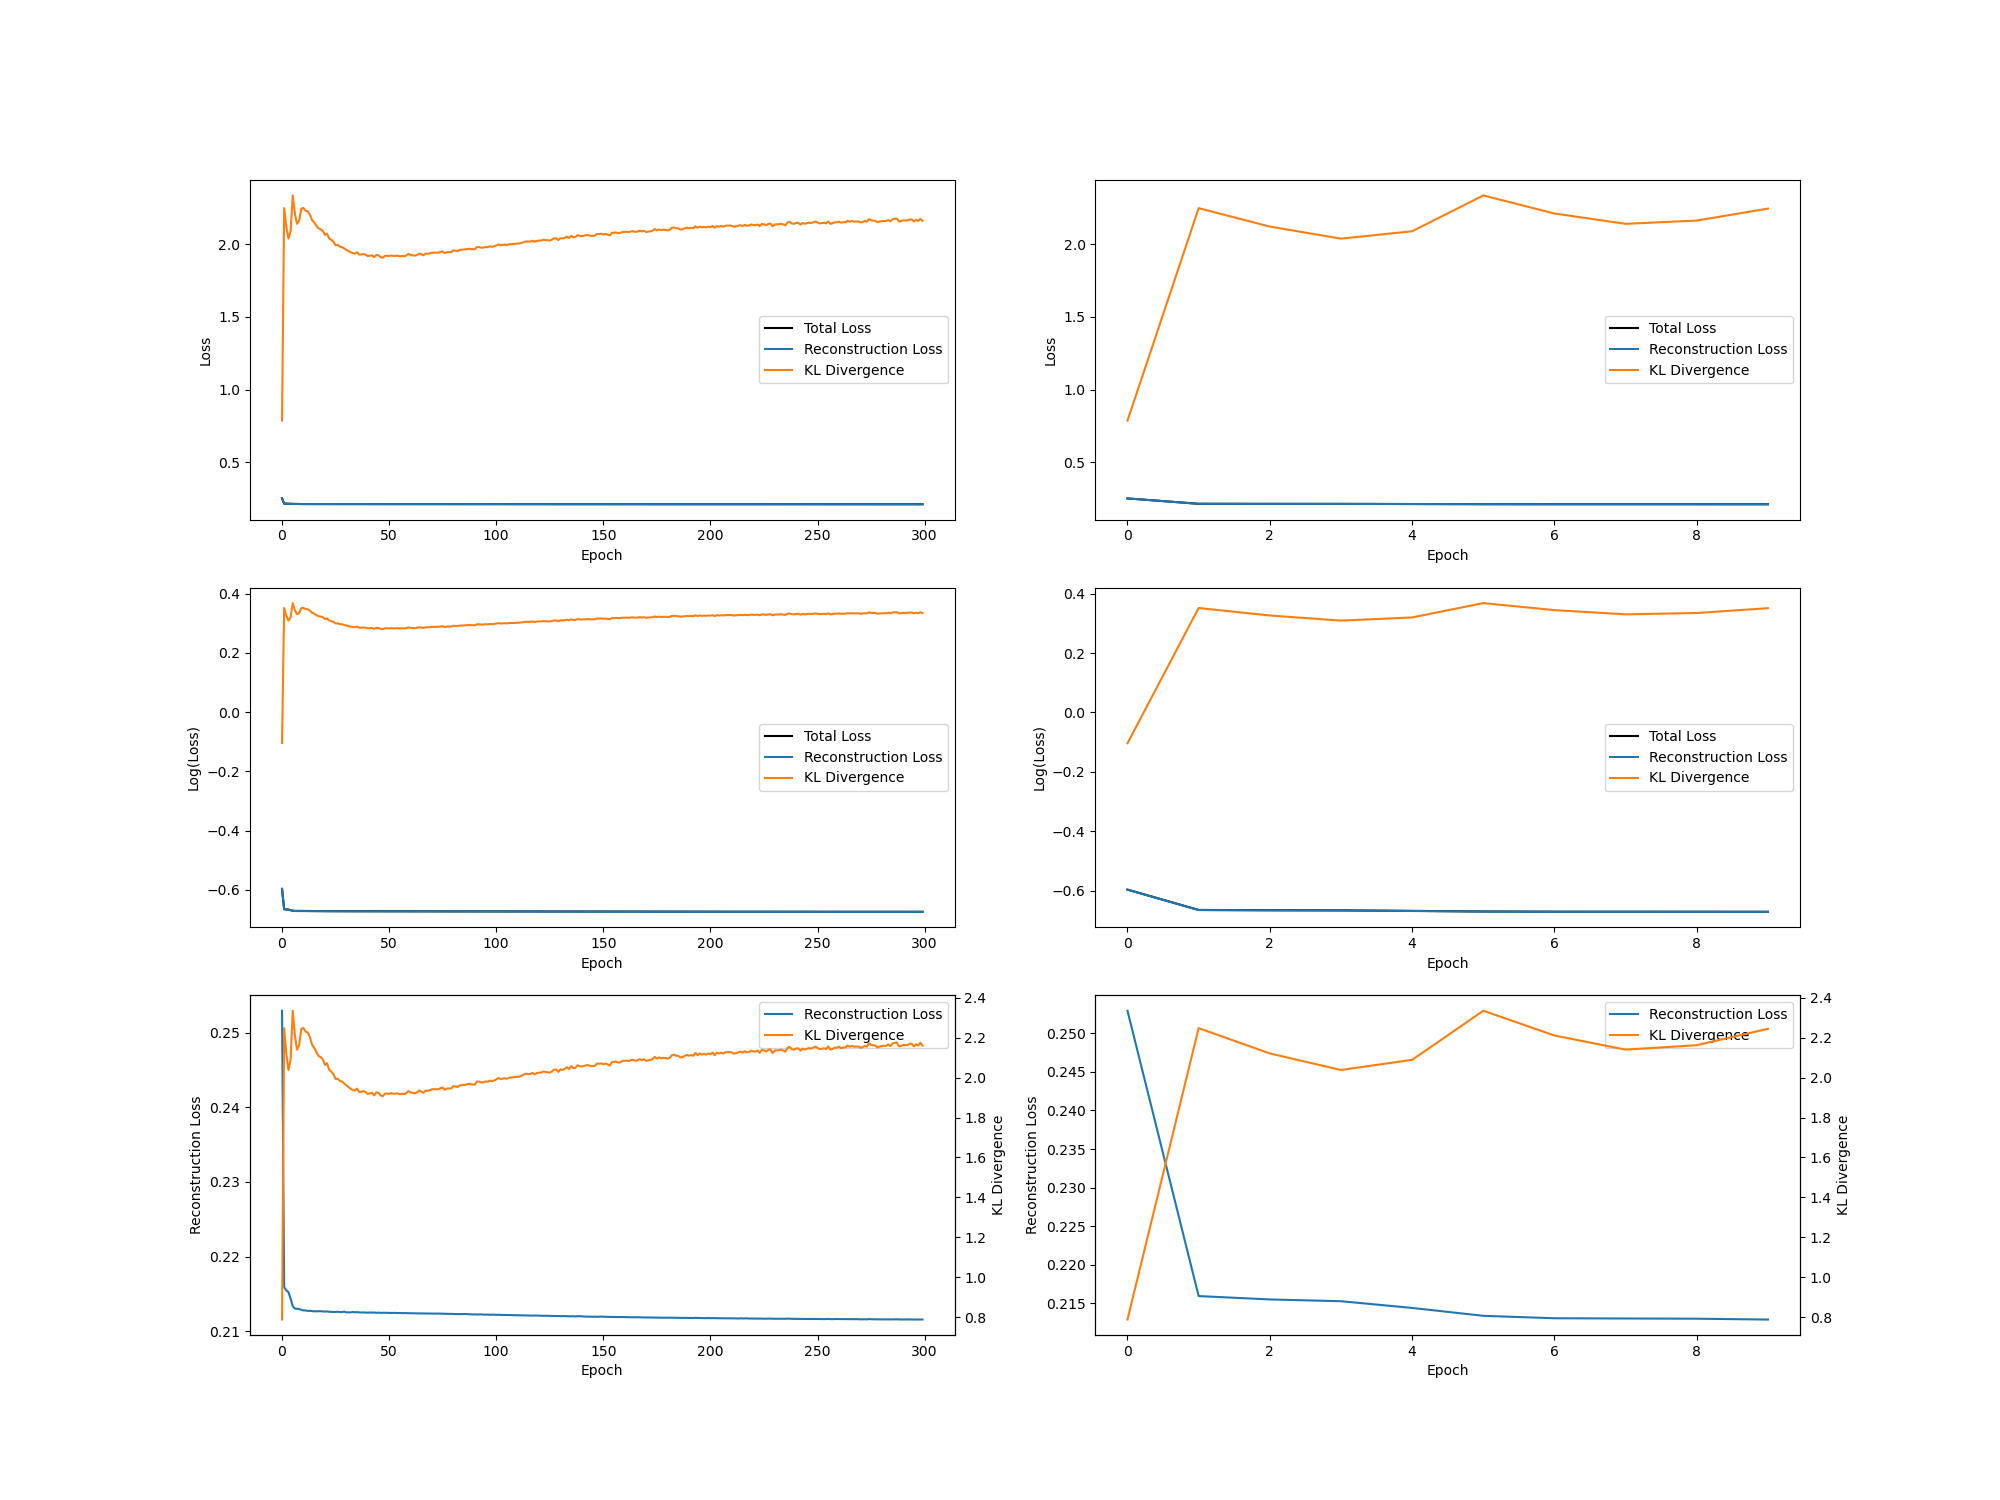 2.0
1.5
1.0
0.5
Loss
Total Loss
Reconstruction Loss
KL Divergence
0 50 100 150 200 250 300
Epoch
2.0
1.5
1.0
0.5
Loss
Total Loss
Reconstruction Loss
KL Divergence
0 2 4 6 8
Epoch
0.4
0.2
0.0
−0.2
−0.4
−0.6
Log(Loss)
Total Loss
Reconstruction Loss
KL Divergence
0 50 100 150 200 250 300
Epoch
0.4
0.2
0.0
−0.2
−0.4
−0.6
Log(Loss)
Total Loss
Reconstruction Loss
KL Divergence
0 2 4 6 8
Epoch
0.25
0.24
0.23
0.22
0.21
Reconstruction Loss
Reconstruction Loss
KL Divergence
2.4
2.2
2.0
1.8
1.6
1.4
1.2
1.0
0.8
KL Divergence
0 50 100 150 200 250 300
Epoch
0.250
0.245
0.240
0.235
0.230
0.225
0.220
0.215
Reconstruction Loss
Reconstruction Loss
KL Divergence
2.4
2.2
2.0
1.8
1.6
1.4
1.2
1.0
0.8
KL Divergence
0 2 4 6 8
Epoch